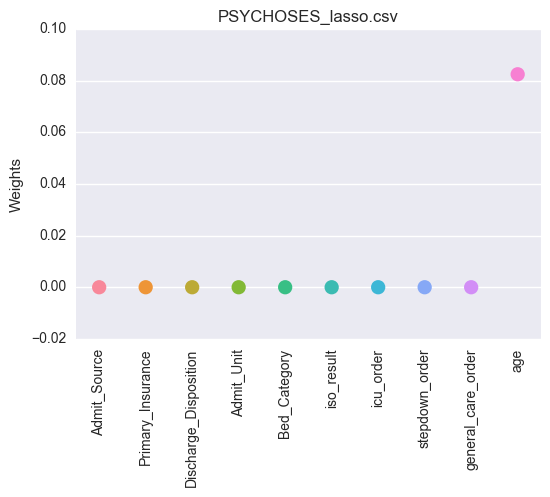 PSYCHOSES_lasso.csv
0.10
0.08
0.06
0.04
0.02
0.00
−0.02
Weights
Admit_Source
Primary_Insurance
Discharge_Disposition
Admit_Unit
Bed_Category
iso_result
icu_order
stepdown_order
general_care_order
age